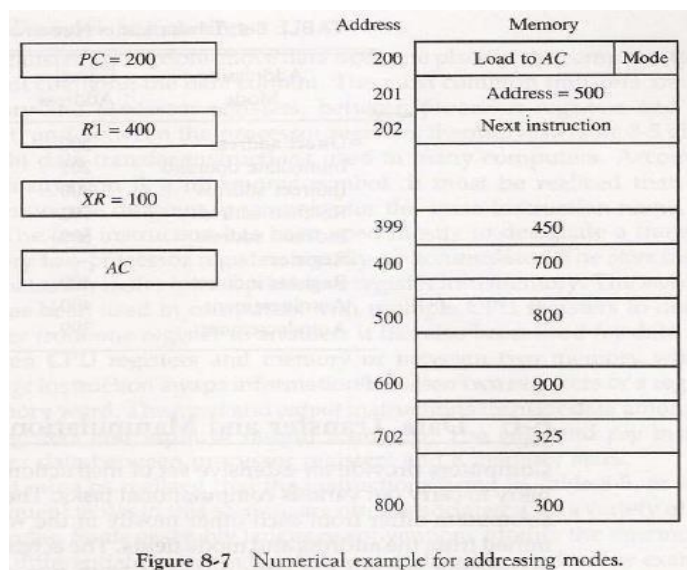 Address Memory
PC = 200
200 Load to AC Mode
201 Address = 500
202 Next instruction
R1 = 400
XR = 100
399 450
AC
400 700
500 800
600 900
702 325
800 300
Figure 8-7 Numerical example for addressing modes.